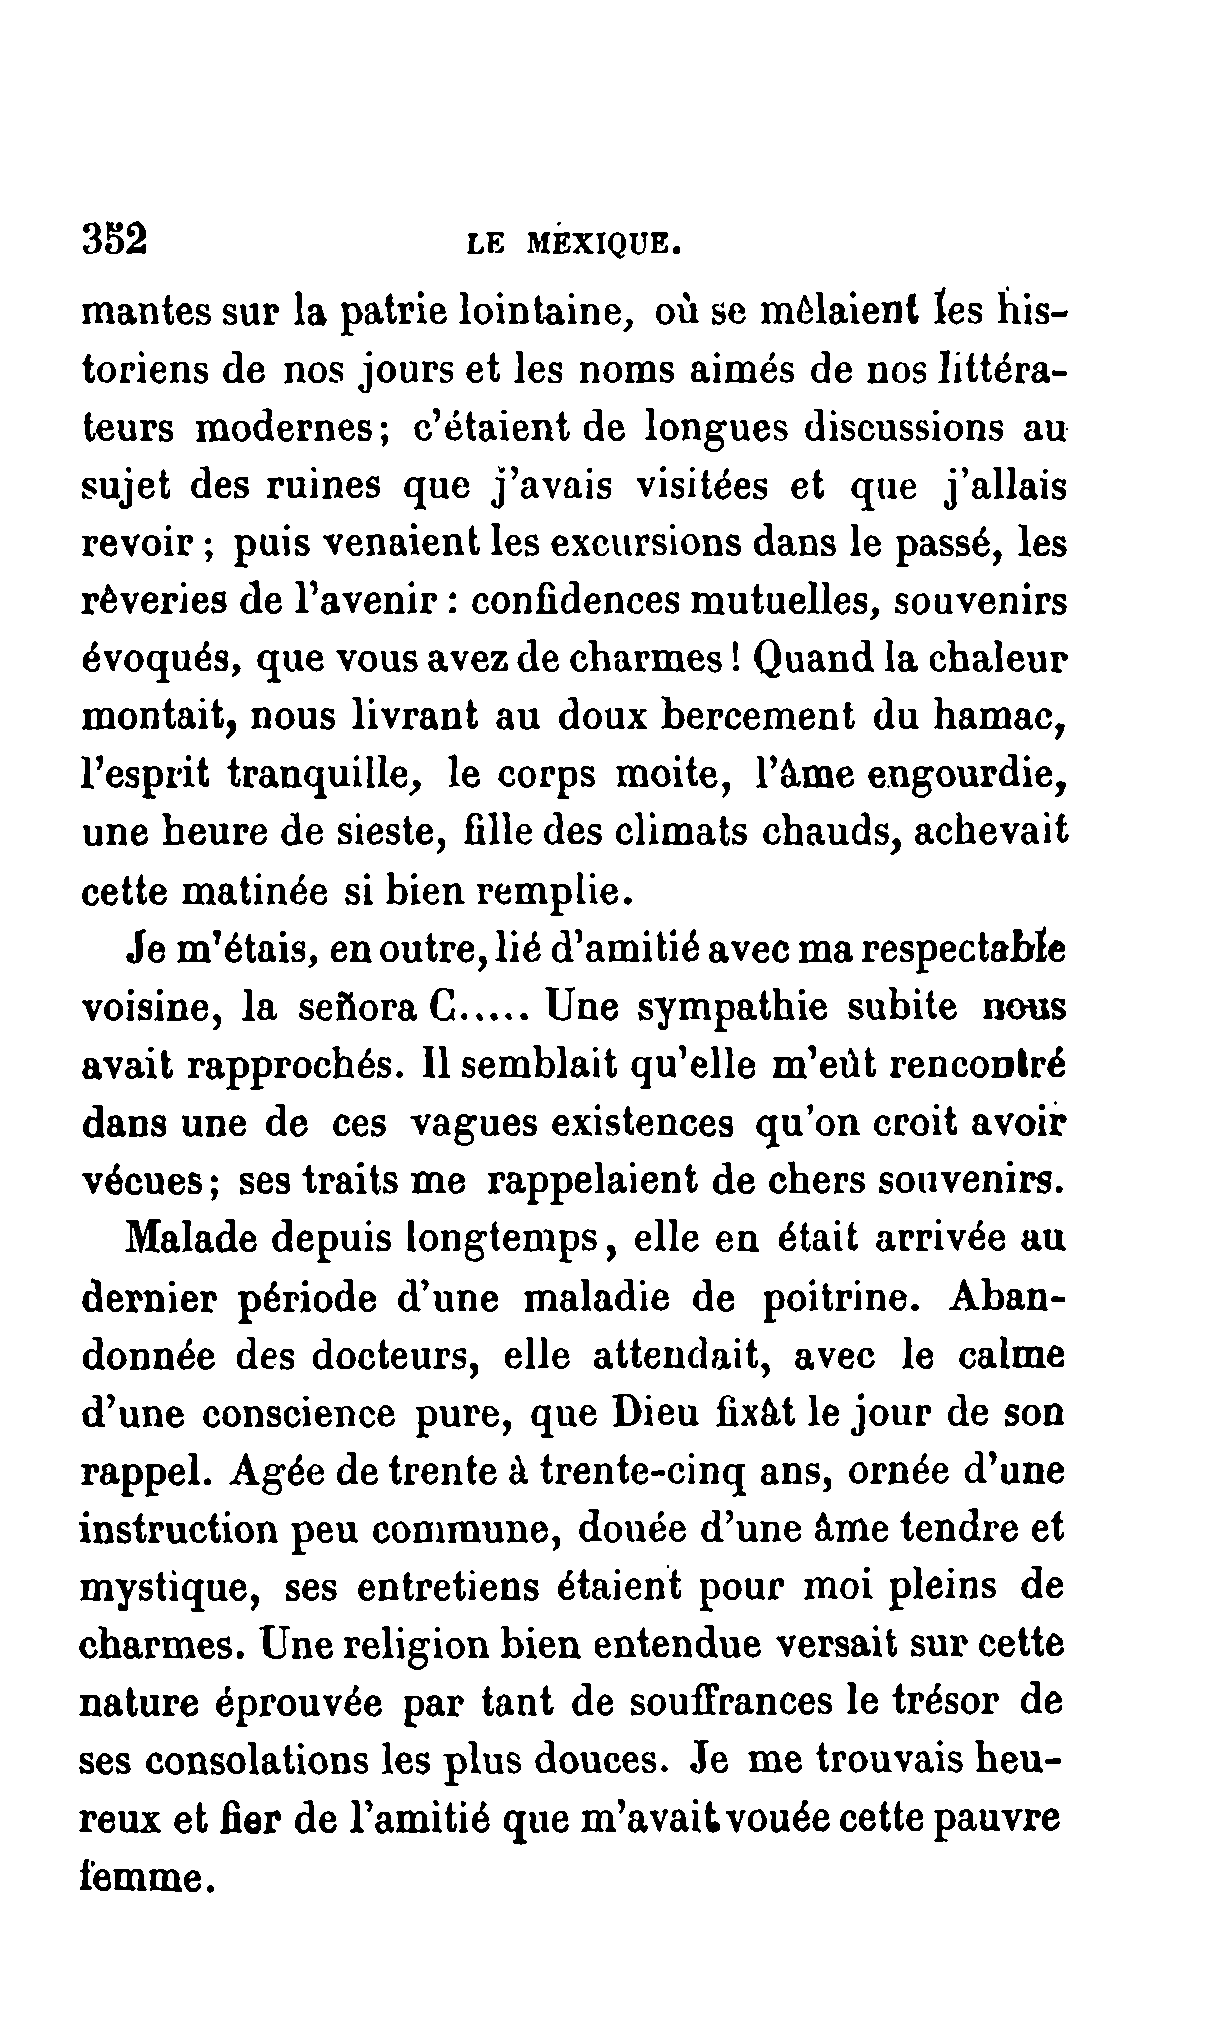 352 LE MÉXIQUE.
mantes sur la patrie lointaine, où se mêlaient les his-
toriens de nos jours et les noms aimés de nos littéra-
teurs modernes; c'étaient de longues discussions au
sujet des ruines que j'avais visitées et que j'allais
revoir; puis venaient les excursions dans le passé, les
rêveries de l'avenir : confidences mutuelles, souvenirs
évoqués, que vous avez de charmes! Quand la chaleur
montait, nous livrant au doux bercement du hamac,
l'esprit tranquille, le corps moite, l'âme engourdie,
une heure de sieste, fille des climats chauds, achevait
cette matinée si bien remplie.
Je m'étais, en outre, lié d'amitié avec ma respectable
voisine, la señora C..... Une sympathie subite nous
avait rapprochés. Il semblait qu'elle m'eût rencontré
dans une de ces vagues existences qu'on croit avoir
vécues; ses traits me rappelaient de chers souvenirs.
Malade depuis longtemps, elle en était arrivée au
dernier période d'une maladie de poitrine. Aban-
donnée des docteurs, elle attendait, avec le calme
d'une conscience pure, que Dieu fixât le jour de son
rappel. Agée de trente à trente-cinq ans, ornée d'une
instruction peu commune, douée d'une âme tendre et
mystique, ses entretiens étaient pour moi pleins de
charmes. Une religion bien entendue versait sur cette
nature éprouvée par tant de souffrances le trésor de
ses consolations les plus douces. Je me trouvais heu-
reux et fier de l'amitié que m'avait vouée cette pauvre
femme.